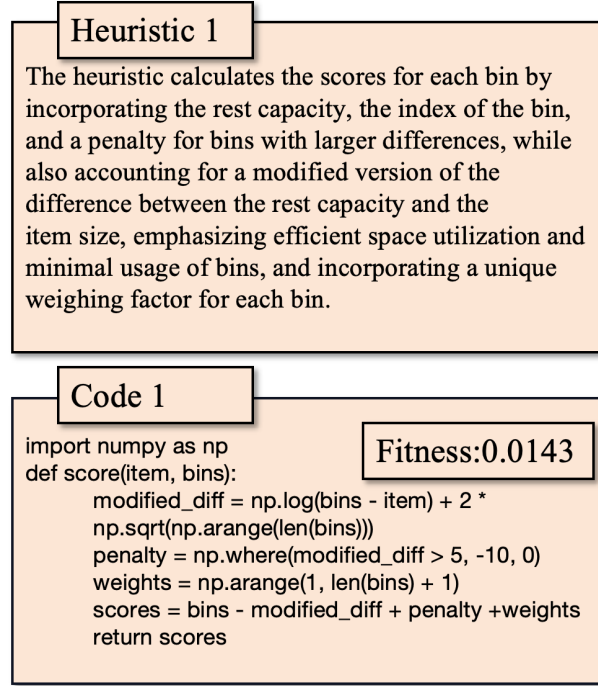 Heuristic 1
The heuristic calculates the scores for each bin by
incorporating the rest capacity, the index of the bin,
and a penalty for bins with larger differences, while
also accounting for a modified version of the
difference between the rest capacity and the
item size, emphasizing efficient space utilization and
minimal usage of bins, and incorporating a unique
weighing factor for each bin.
Code 1
Fitness:0.0143
import numpy as np
def score(item, bins):
modified_diff = np.log(bins - item) + 2 *
np.sqrt(np.arange(len(bins)))
penalty = np.where(modified_diff > 5, -10, 0)
weights = np.arange(1, len(bins) + 1)
scores = bins - modified_diff + penalty +weights
return scores